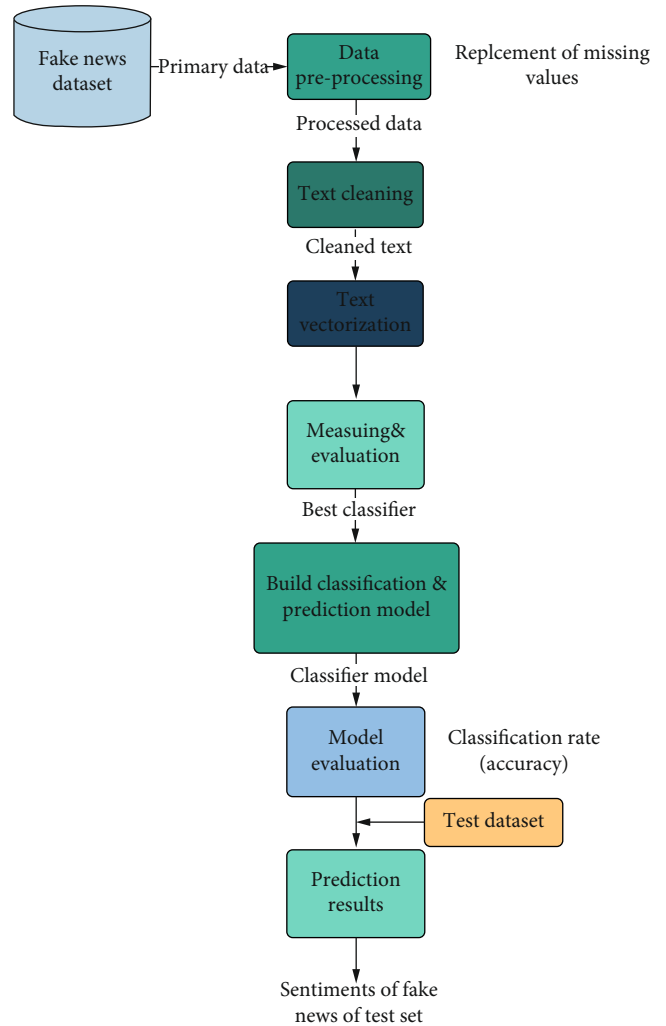 Fake news
dataset
Primary data
Data
pre-processing
Replcement of missing
values
Processed data
Text cleaning
Cleaned text
Text
vectorization
Measuing&
evaluation
Best classifier
Build classification &
prediction model
Classifier model
Model
evaluation
Classification rate
(accuracy)
Test dataset
Prediction
results
Sentiments of fake
news of test set